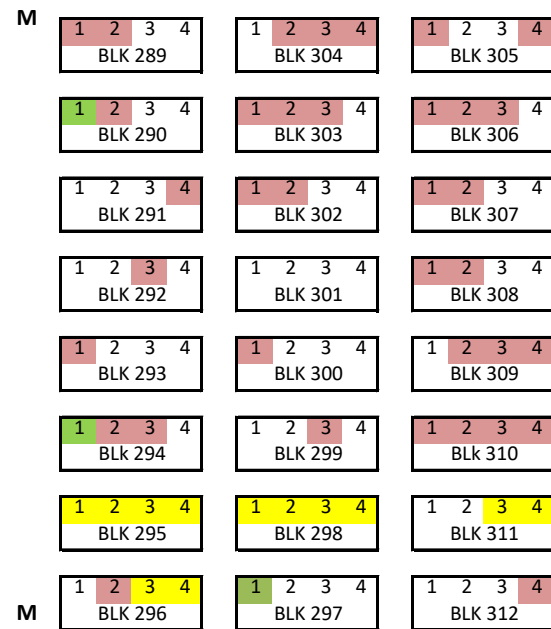 M
1 2 3 4 1 2 3 4 1 2 3 4
BLK 289 BLK 304 BLK 305
1 2 3 4 1 2 3 4 1 2 3 4
BLK 290 BLK 303 BLK 306
1 2 3 4 1 2 3 4 1 2 3 4
BLK 291 BLK 302 BLK 307
1 2 3 4 1 2 3 4 1 2 3 4
BLK 292 BLK 301 BLK 308
1 2 3 4 1 2 3 4 1 2 3 4
BLK 293 BLK 300 BLK 309
1 2 3 4 1 2 3 4 1 2 3 4
BLk 294 BLK 299 BLk 310
1 2 3 4 1 2 3 4 1 2 3 4
BLK 295 BLK 298 BLK 311
1 2 3 4 1 2 3 4 1 2 3 4
M BLK 296 BLK 297 BLK 312